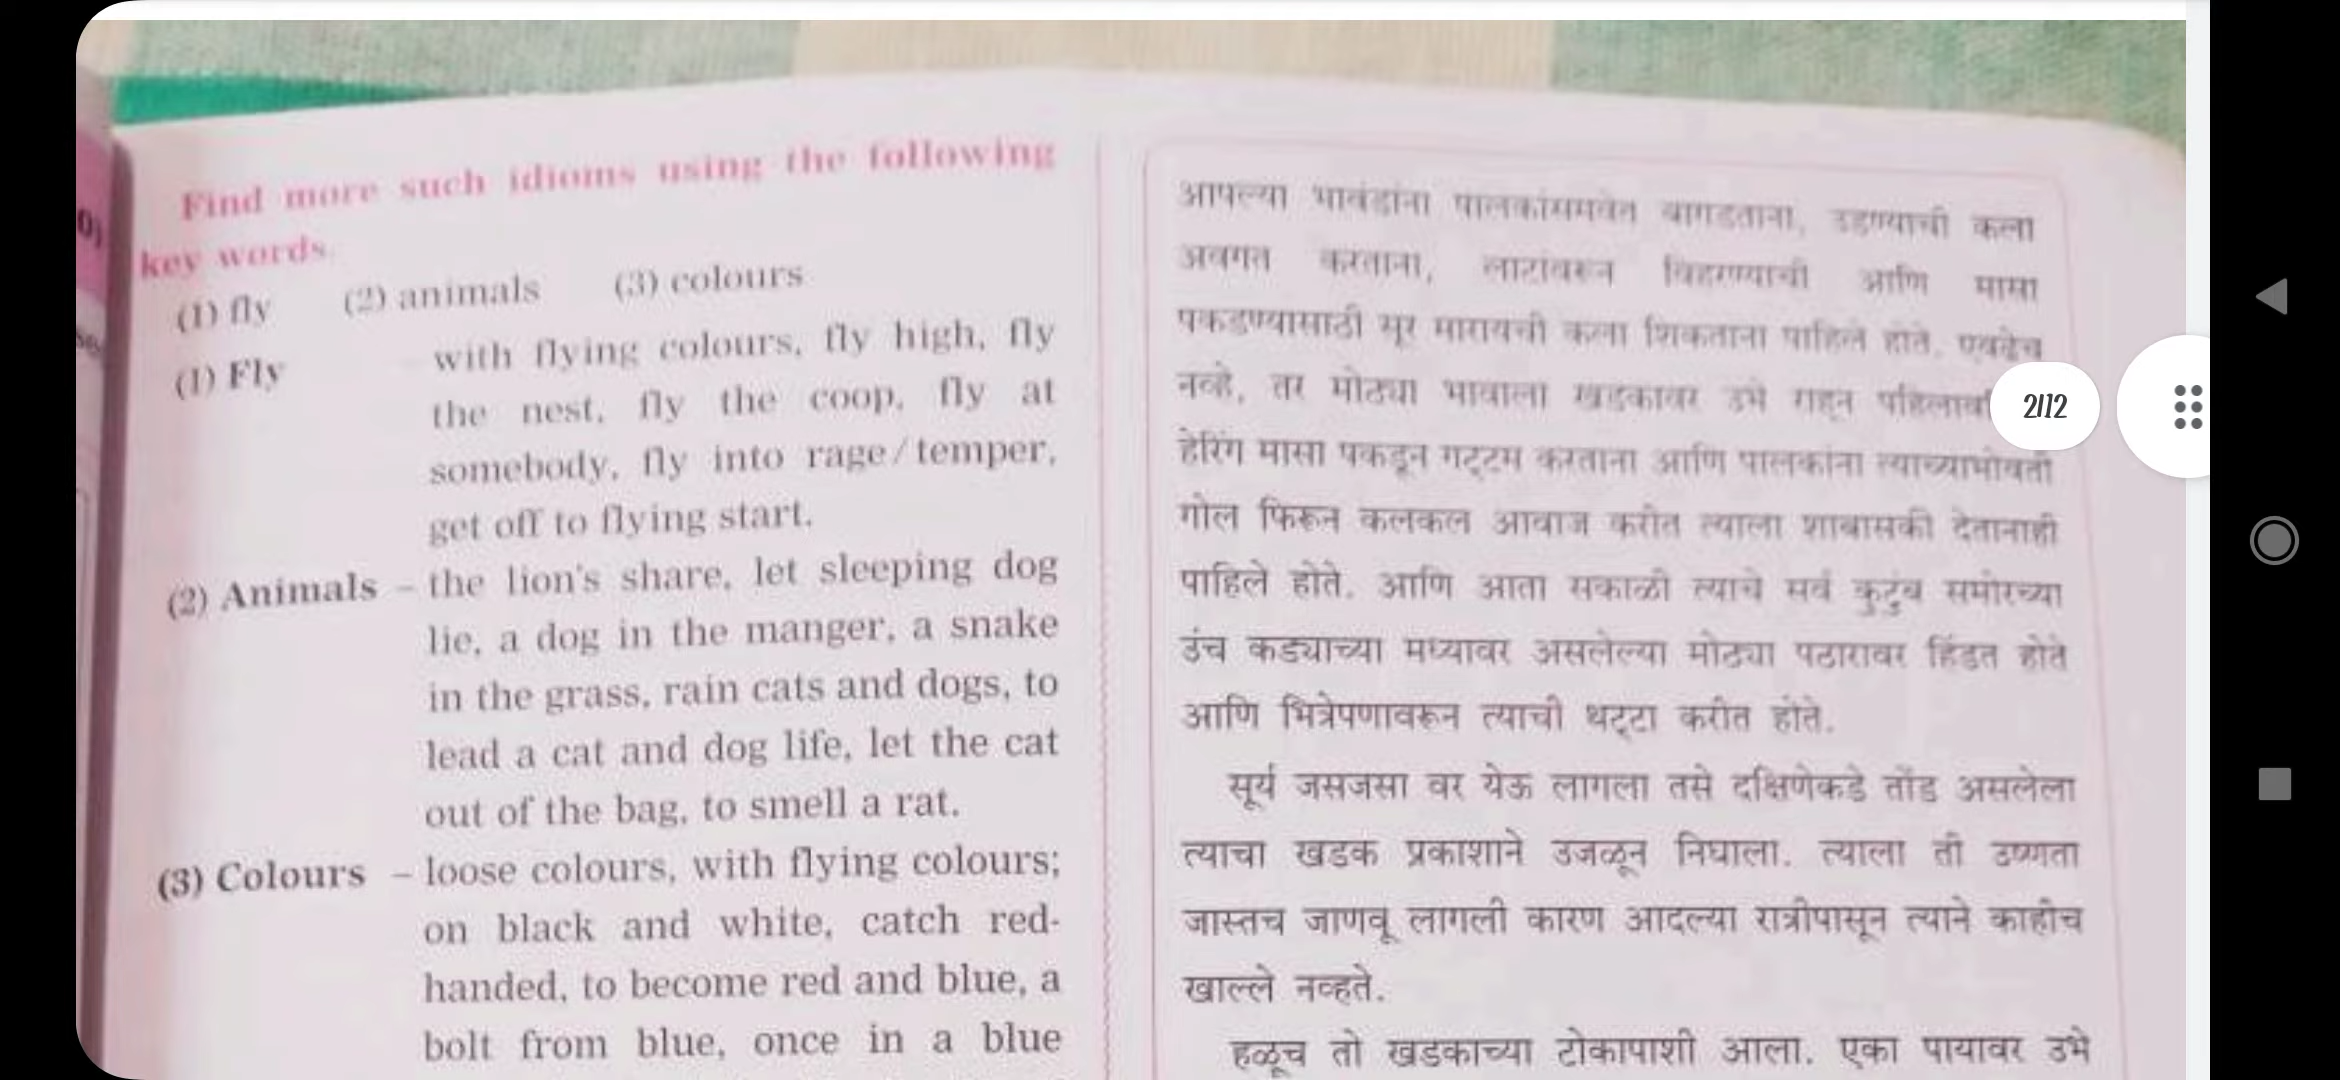 Find more such idioms using the following
key words.
(1) fly (2) animals (3) colours
(1) Fly with flying colours, fly high, fly
the nest, fly the coop, fly at
somebody, fly into rage/temper,
get off to flying start.
(2) Animals – the lion's share, let sleeping dog
lie, a dog in the manger, a snake
in the grass, rain cats and dogs, to
lead a cat and dog life, let the cat
out of the bag, to smell a rat.
(3) Colours – loose colours, with flying colours;
on black and white, catch red-
handed, to become red and blue, a
bolt from blue, once in a blue
आपल्या भावंडांना पालकांसमवेत बागडताना, उडण्याची कला
अवगत करताना, लाटांवरून विहरण्याची आणि मासा
पकडण्यासाठी सूर मारायची कला शिकताना पाहिले होते. एवढेच
नव्हे, तर मोठ्या भावाला खडकावर उभे राहून
हेरिंग मासा पकडून गट्टम करताना आणि पालकांना त्याच्याभोवती
गोल फिरून कलकल आवाज करीत त्याला शाबासकी देतानाही
पाहिले होते. आणि आता सकाळी त्याचे सर्व कुटुंब समोरच्या
उंच कड्याच्या मध्यावर असलेल्या मोठ्या पठारावर हिंडत होते
आणि भित्रेपणावरून त्याची थट्टा करीत होते.
सूर्य जसजसा वर येऊ लागला तसे दक्षिणेकडे तोंड असलेला
त्याचा खडक प्रकाशाने उजळून निघाला. त्याला ती उष्णता
जास्तच जाणवू लागली कारण आदल्या रात्रीपासून त्याने काहीच
खाल्ले नव्हते.
हळूच तो खडकाच्या टोकापाशी आला. एका पायावर उभे
2/12